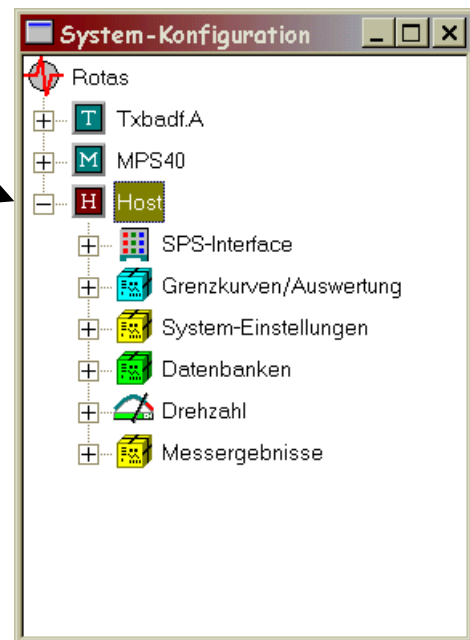 System-Konfiguration
Rotas
T Txbadf.A
M MPS40
H Host
SPS-Interface
Grenzkurven/Auswertung
System-Einstellungen
Datenbanken
Drehzahl
Messergebnisse